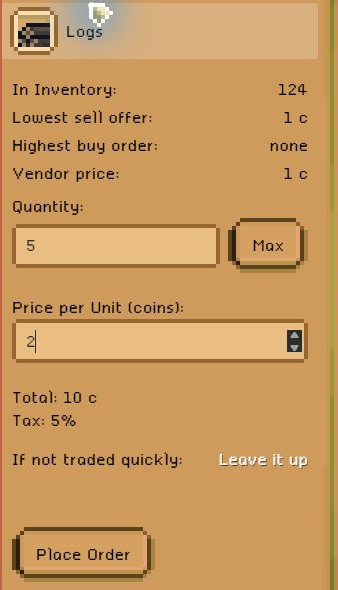 Logs
In Inventory: 124
Lowest sell offer: 1 c
Highest buy order: none
Vendor price: 1 c
Quantity:
5 Max
Price per Unit (coins):
2
Total: 10 c
Tax: 5%
If not traded quickly: Leave it up
Place Order